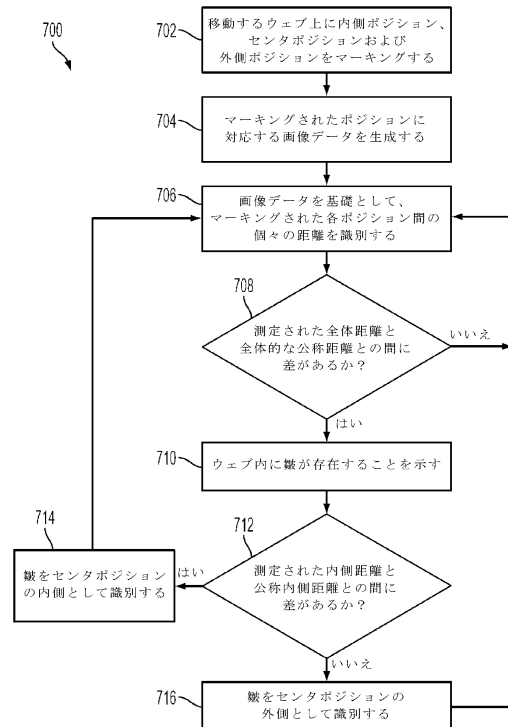 700
702
移動するウェブ上に内側ポジション、
センタポジションおよび
外側ポジションをマーキングする
704
マーキングされたポジションに
対応する画像データを生成する
706
画像データを基礎として、
マーキングされた各ポジション間の
個々の距離を識別する
708
測定された全体距離と
全体的な公称距離との間に
差があるか？
いいえ
はい
710
ウェブ内に皺が存在することを示す
712
測定された内側距離と
公称内側距離との間に
差があるか？
はい
714
皺をセンタポジション
の内側として識別する
いいえ
716
皺をセンタポジションの
外側として識別する